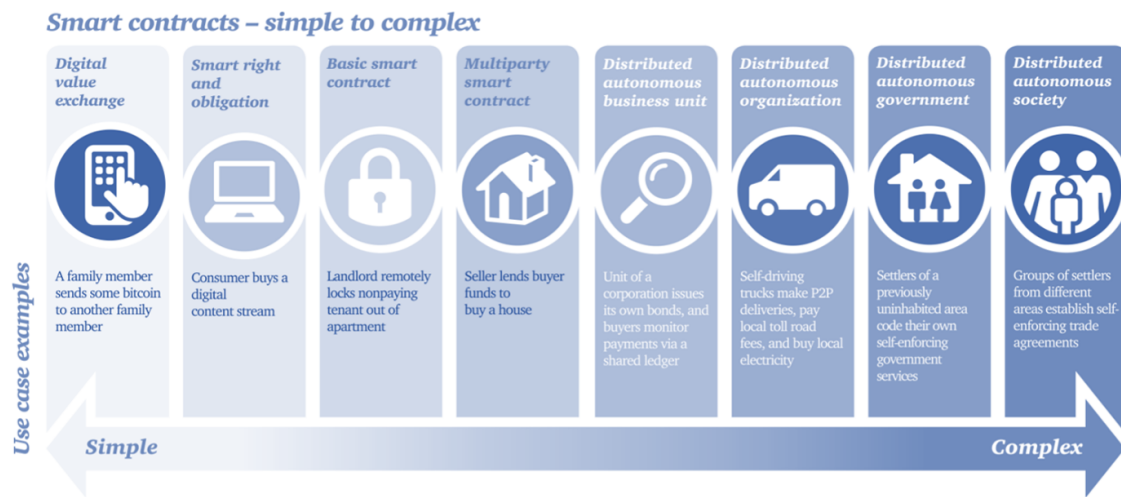 Smart contracts – simple to complex
Digital
value
exchange
A family member
sends some bitcoin
to another family
member
Smart right
and
obligation
Consumer buys a
digital
content stream
Basic smart
contract
Landlord remotely
locks nonpaying
tenant out of
apartment
Multiparty
smart
contract
Seller lends buyer
funds to
buy a house
Distributed
autonomous
business unit
Unit of a
corporation issues
its own bonds, and
buyers monitor
payments via a
shared ledger
Distributed
autonomous
organization
Self-driving
trucks make P2P
deliveries, pay
local toll road
fees, and buy local
electricity
Distributed
autonomous
government
Settlers of a
previously
uninhabited area
code their own
self-enforcing
government
services
Distributed
autonomous
society
Groups of settlers
from different
areas establish self-
enforcing trade
agreements
Use case examples
Simple
Complex